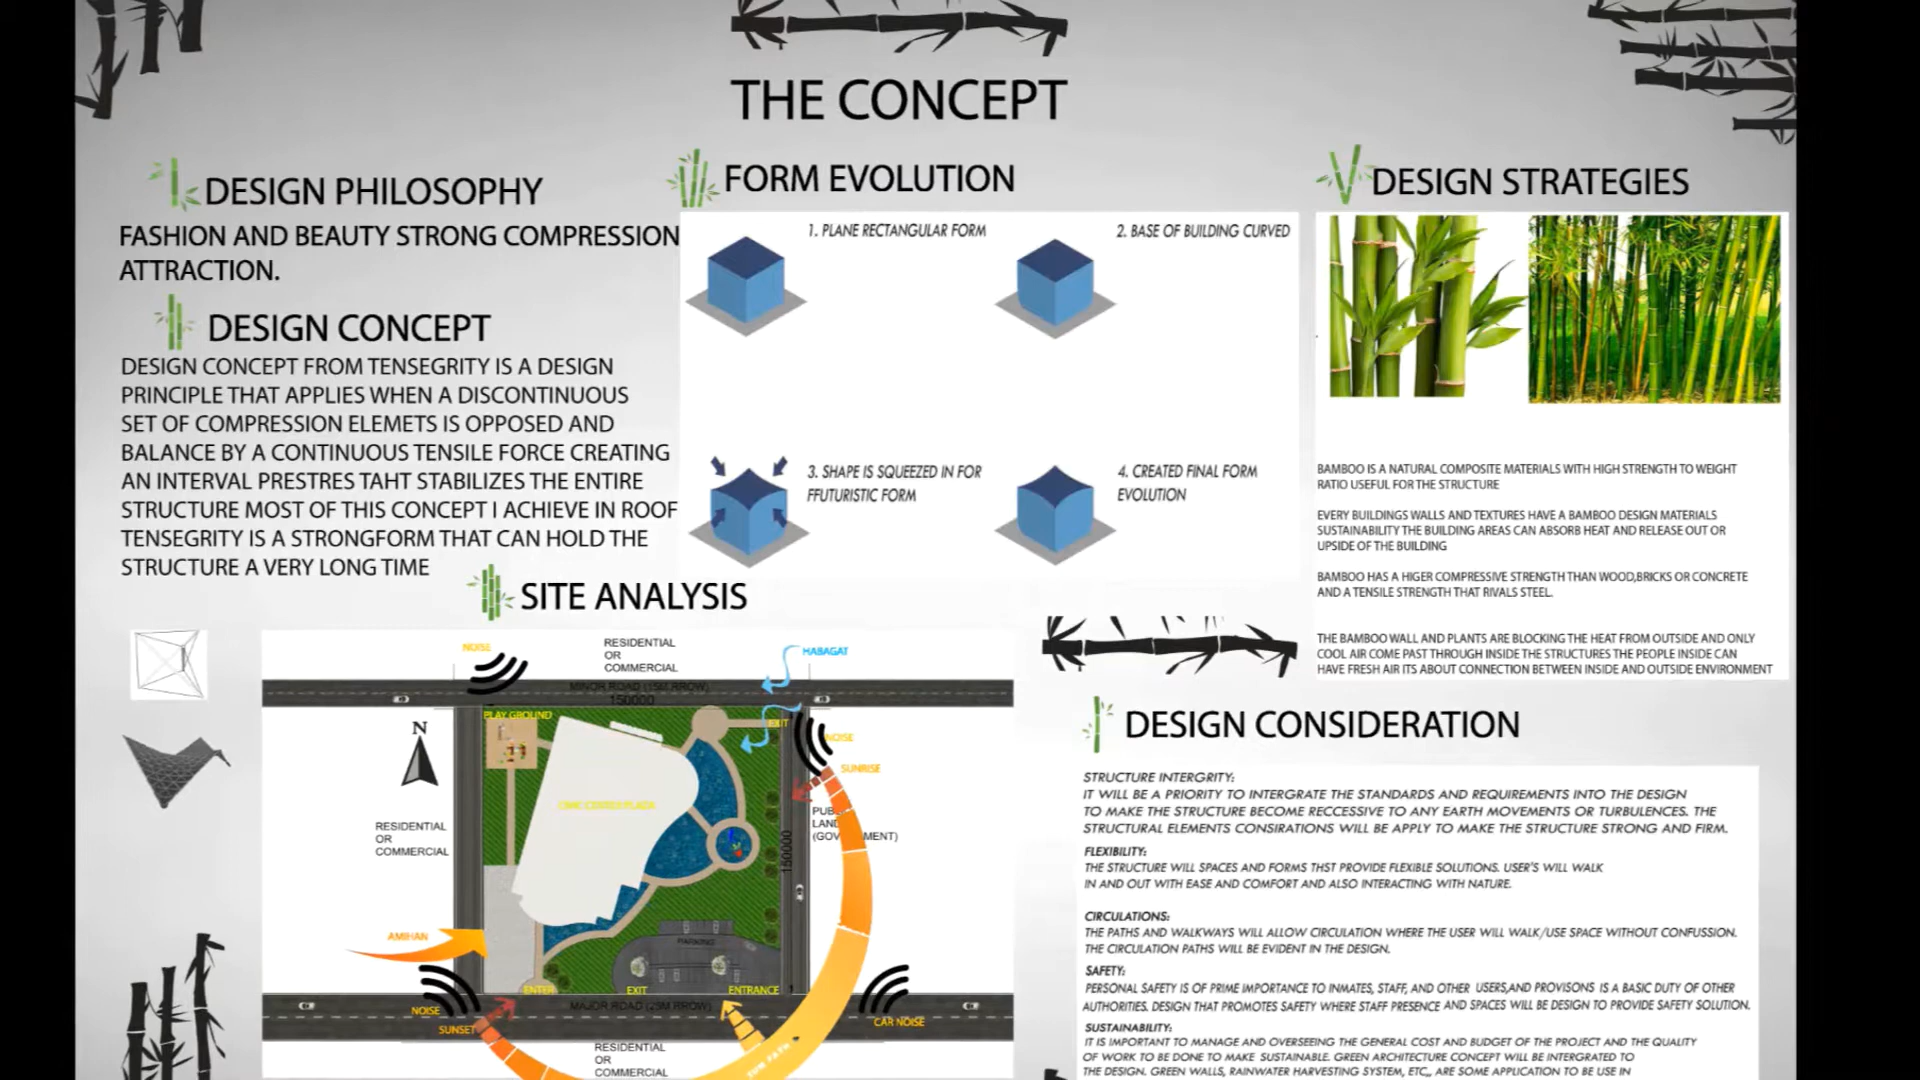 THE CONCEPT
DESIGN PHILOSOPHY
FASHION AND BEAUTY STRONG COMPRESSION
ATTRACTION.
DESIGN CONCEPT
DESIGN CONCEPT FROM TENSEGRITY IS A DESIGN
PRINCIPLE THAT APPLIES WHEN A DISCONTINUOUS
SET OF COMPRESSION ELEMETS IS OPPOSED AND
BALANCE BY A CONTINUOUS TENSILE FORCE CREATING
AN INTERVAL PRESTRES TAHT STABILIZES THE ENTIRE
STRUCTURE MOST OF THIS CONCEPT I ACHIEVE IN ROOF
TENSEGRITY IS A STRONGFORM THAT CAN HOLD THE
STRUCTURE A VERY LONG TIME
FORM EVOLUTION
1. PLANE RECTANGULAR FORM
2. BASE OF BUILDING CURVED
3. SHAPE IS SQUEEZED IN FOR
FFUTURISTIC FORM
4. CREATED FINAL FORM
EVOLUTION
DESIGN STRATEGIES
BAMBOO IS A NATURAL COMPOSITE MATERIALS WITH HIGH STRENGTH TO WEIGHT
RATIO USEFUL FOR THE STRUCTURE
EVERY BUILDINGS WALLS AND TEXTURES HAVE A BAMBOO DESIGN MATERIALS
SUSTAINABILITY THE BUILDING AREAS CAN ABSORB HEAT AND RELEASE OUT OR
UPSIDE OF THE BUILDING
BAMBOO HAS A HIGER COMPRESSIVE STRENGTH THAN WOOD,BRICKS OR CONCRETE
AND A TENSILE STRENGTH THAT RIVALS STEEL.
THE BAMBOO WALL AND PLANTS ARE BLOCKING THE HEAT FROM OUTSIDE AND ONLY
COOL AIR COME PAST THROUGH INSIDE THE STRUCTURES THE PEOPLE INSIDE CAN
HAVE FRESH AIR ITS ABOUT CONNECTION BETWEEN INSIDE AND OUTSIDE ENVIRONMENT
SITE ANALYSIS
NOISE
RESIDENTIAL
OR
COMMERCIAL
HABAGAT
MINOR ROAD (15M RROW)
150000
PLAY GROUND
EXIT
N
NOISE
SUNRISE
RESIDENTIAL
OR
COMMERCIAL
150000
AMIHAN
PARKING
ENTER
EXIT
ENTRANCE
MAJOR ROAD (25M RROW)
NOISE
SUNSET
CAR NOISE
RESIDENTIAL
OR
COMMERCIAL
SUN PATH
DESIGN CONSIDERATION
STRUCTURE INTERGRITY:
IT WILL BE A PRIORITY TO INTERGRATE THE STANDARDS AND REQUIREMENTS INTO THE DESIGN
TO MAKE THE STRUCTURE BECOME RECCESSIVE TO ANY EARTH MOVEMENTS OR TURBULENCES. THE
STRUCTURAL ELEMENTS CONSIRATIONS WILL BE APPLY TO MAKE THE STRUCTURE STRONG AND FIRM.
FLEXIBILITY:
THE STRUCTURE WILL SPACES AND FORMS THST PROVIDE FLEXIBLE SOLUTIONS. USER'S WILL WALK
IN AND OUT WITH EASE AND COMFORT AND ALSO INTERACTING WITH NATURE.
CIRCULATIONS:
THE PATHS AND WALKWAYS WILL ALLOW CIRCULATION WHERE THE USER WILL WALK/USE SPACE WITHOUT CONFUSSION.
THE CIRCULATION PATHS WILL BE EVIDENT IN THE DESIGN.
SAFETY:
PERSONAL SAFETY IS OF PRIME IMPORTANCE TO INMATES, STAFF, AND OTHER USERS,AND PROVISONS IS A BASIC DUTY OF OTHER
AUTHORITIES. DESIGN THAT PROMOTES SAFETY WHERE STAFF PRESENCE AND SPACES WILL BE DESIGN TO PROVIDE SAFETY SOLUTION.
SUSTAINABILITY:
IT IS IMPORTANT TO MANAGE AND OVERSEEING THE GENERAL COST AND BUDGET OF THE PROJECT AND THE QUALITY
OF WORK TO BE DONE TO MAKE SUSTAINABLE. GREEN ARCHITECTURE CONCEPT WILL BE INTERGRATED TO
THE DESIGN. GREEN WALLS, RAINWATER HARVESTING SYSTEM, ETC,, ARE SOME APPLICATION TO BE USE IN